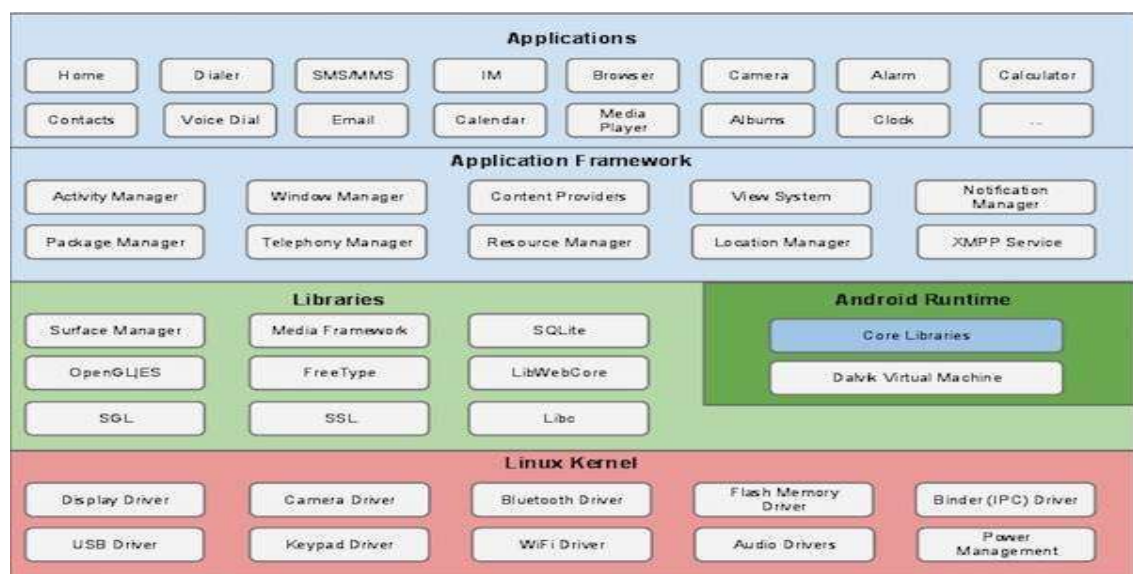 Applications
Home Dialer SMS/MMS IM Browser Camera Alarm Calculator
Contacts Voice Dial Email Calendar Media Player Albums Clock ...
Application Framework
Activity Manager Window Manager Content Providers View System Notification Manager
Package Manager Telephony Manager Resource Manager Location Manager XMPP Service
Libraries Android Runtime
Surface Manager Media Framework SQLite Core Libraries
OpenGL|ES FreeType LibWebCore Dalvik Virtual Machine
SGL SSL Libc
Linux Kernel
Display Driver Camera Driver Bluetooth Driver Flash Memory Driver Binder (IPC) Driver
USB Driver Keypad Driver WiFi Driver Audio Drivers Power Management